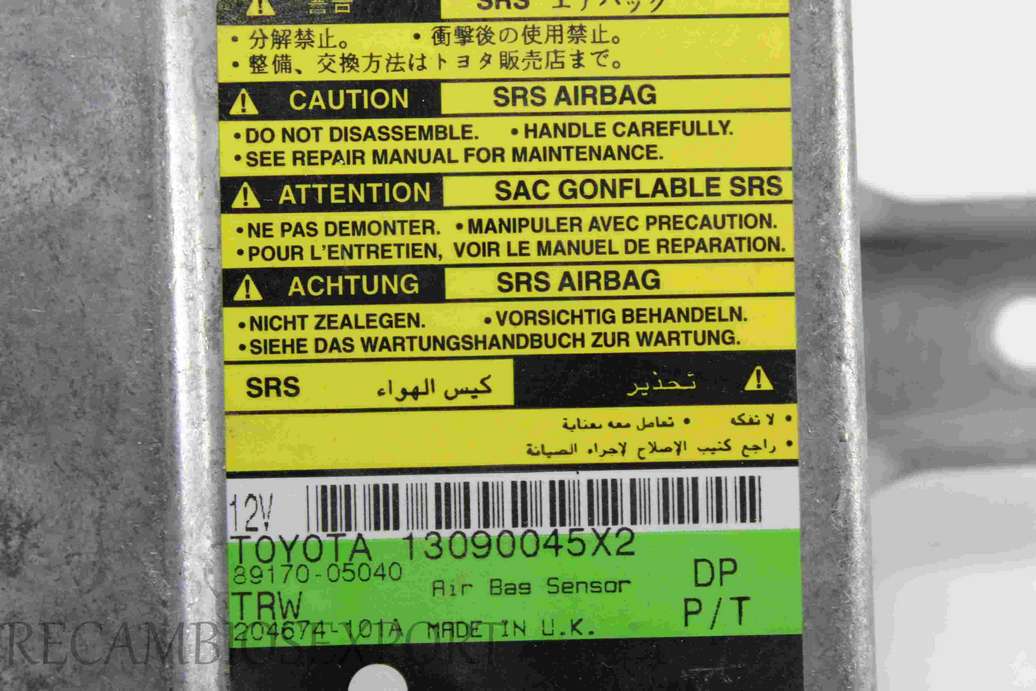 警告 SRS エアバッグ
・分解禁止。 ・衝撃後の使用禁止。
・整備、交換方法はトヨタ販売店まで。
CAUTION SRS AIRBAG
•DO NOT DISASSEMBLE. •HANDLE CAREFULLY.
•SEE REPAIR MANUAL FOR MAINTENANCE.
ATTENTION SAC GONFLABLE SRS
•NE PAS DEMONTER. •MANIPULER AVEC PRECAUTION.
•POUR L'ENTRETIEN, VOIR LE MANUEL DE REPARATION.
ACHTUNG SRS AIRBAG
•NICHT ZEALEGEN. •VORSICHTIG BEHANDELN.
•SIEHE DAS WARTUNGSHANDBUCH ZUR WARTUNG.
تحذير كيس الهواء SRS
• لا تفكه • تعامل معه بعناية
• راجع كتيب الإصلاح لإجراء الصيانة
12V
TOYOTA 13090045X2
89170-05040 Air Bag Sensor DP
TRW P/T
204674-101A MADE IN U.K.
RECAMBIOSEXPORT